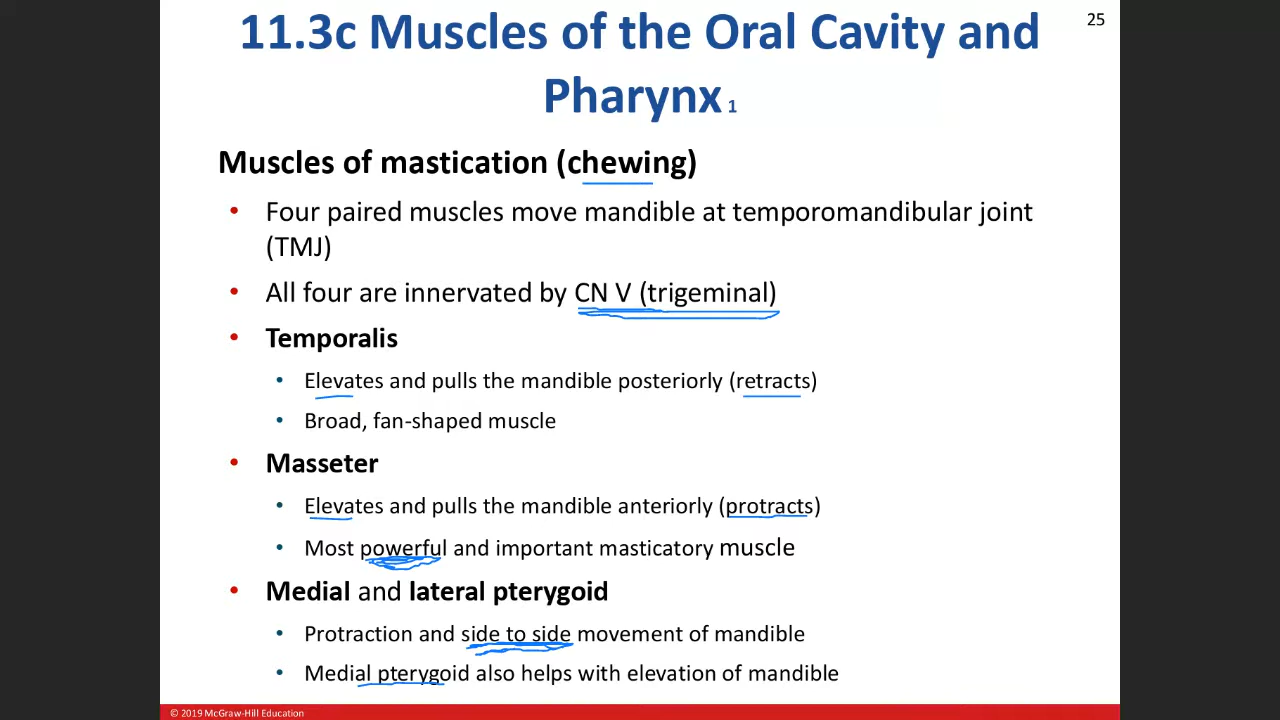 25
11.3c Muscles of the Oral Cavity and
Pharynx 1
Muscles of mastication (chewing)
• Four paired muscles move mandible at temporomandibular joint
(TMJ)
• All four are innervated by CN V (trigeminal)
• Temporalis
• Elevates and pulls the mandible posteriorly (retracts)
• Broad, fan-shaped muscle
• Masseter
• Elevates and pulls the mandible anteriorly (protracts)
• Most powerful and important masticatory muscle
• Medial and lateral pterygoid
• Protraction and side to side movement of mandible
• Medial pterygoid also helps with elevation of mandible
© 2019 McGraw-Hill Education